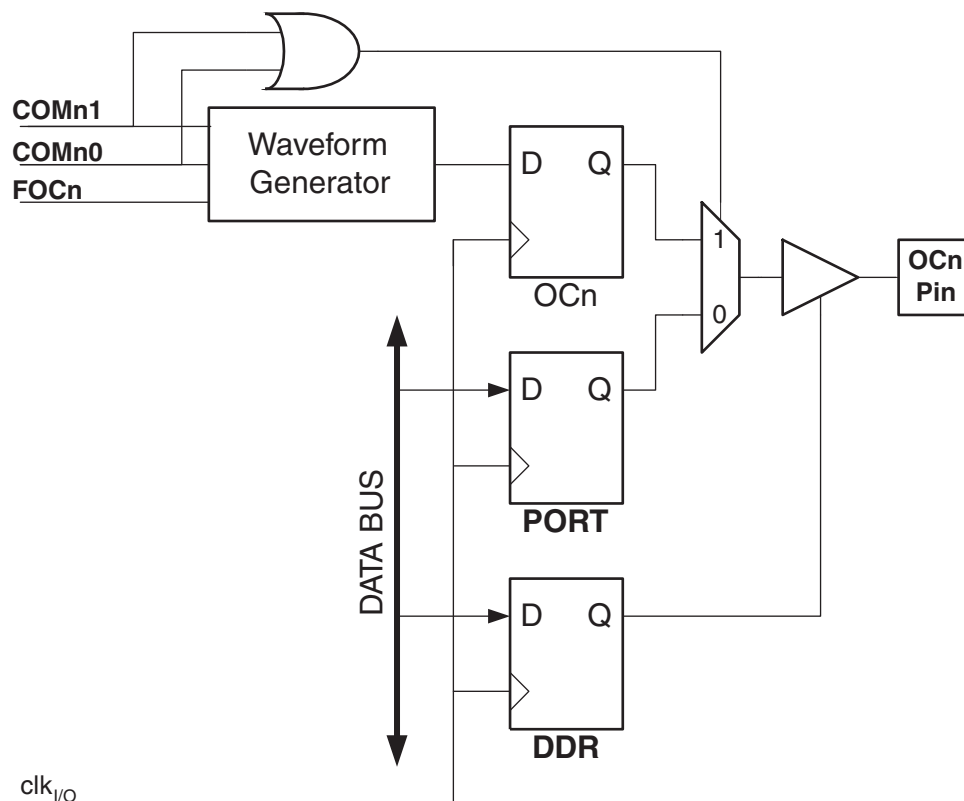 COMn1
COMn0
FOCn
Waveform
Generator
D Q
OCn
1
0
OCn
Pin
D Q
PORT
DATA BUS
D Q
DDR
clkI/O